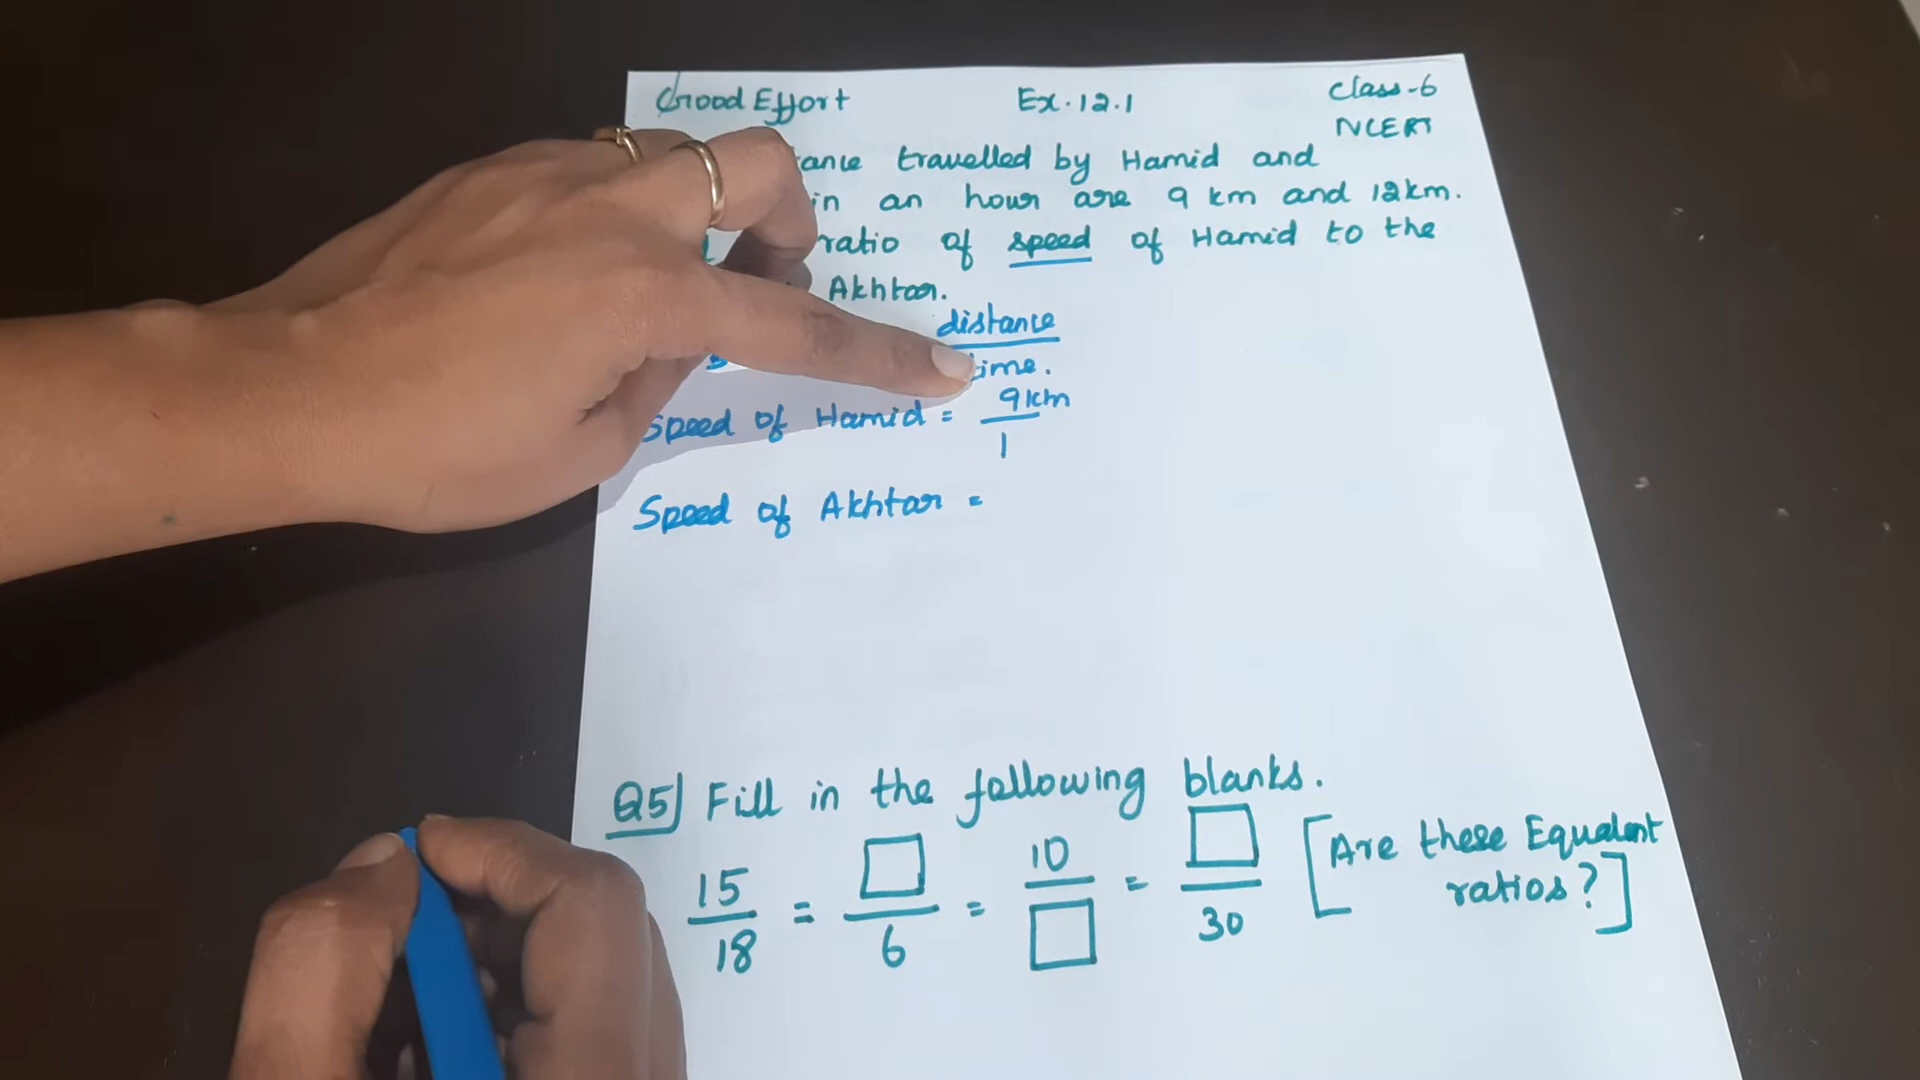 Good Effort Ex. 12.1 Class-6
NCERT
travelled by Hamid and
in an hour are 9 km and 12km.
ratio of speed of Hamid to the
Akhtar.
distance
time.
Speed of Hamid = 9km
1
Speed of Akhtar =
Q5] Fill in the following blanks.
15/18 = □/6 = 10/□ = □/30 [Are these Equalent
ratios?]